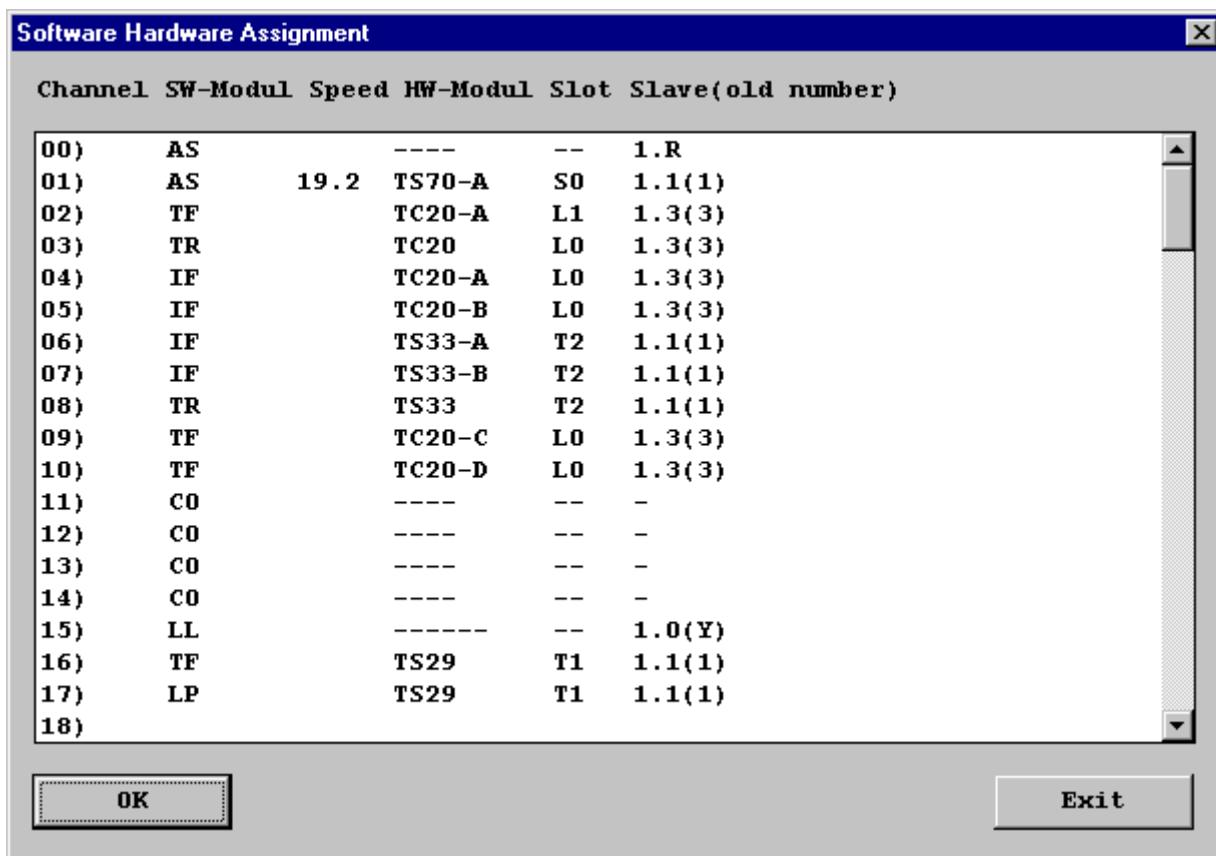 Software Hardware Assignment
Channel SW-Modul Speed HW-Modul Slot Slave(old number)
00) AS ---- -- 1.R
01) AS 19.2 TS70-A S0 1.1(1)
02) TF TC20-A L1 1.3(3)
03) TR TC20 L0 1.3(3)
04) IF TC20-A L0 1.3(3)
05) IF TC20-B L0 1.3(3)
06) IF TS33-A T2 1.1(1)
07) IF TS33-B T2 1.1(1)
08) TR TS33 T2 1.1(1)
09) TF TC20-C L0 1.3(3)
10) TF TC20-D L0 1.3(3)
11) CO ---- -- -
12) CO ---- -- -
13) CO ---- -- -
14) CO ---- -- -
15) LL ------ -- 1.0(Y)
16) TF TS29 T1 1.1(1)
17) LP TS29 T1 1.1(1)
18)
OK Exit